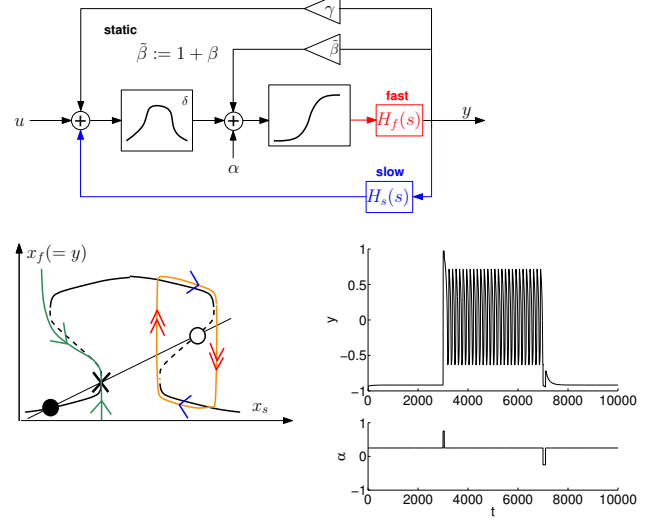 γ
static
β̃ := 1 + β
β̃
δ
fast
u
+
+
H_f(s)
y
α
slow
H_s(s)
x_f(= y)
x_s
1
0.5
0
−0.5
−1
y
0 2000 4000 6000 8000 10000
1
0
−1
α
0 2000 4000 6000 8000 10000
t